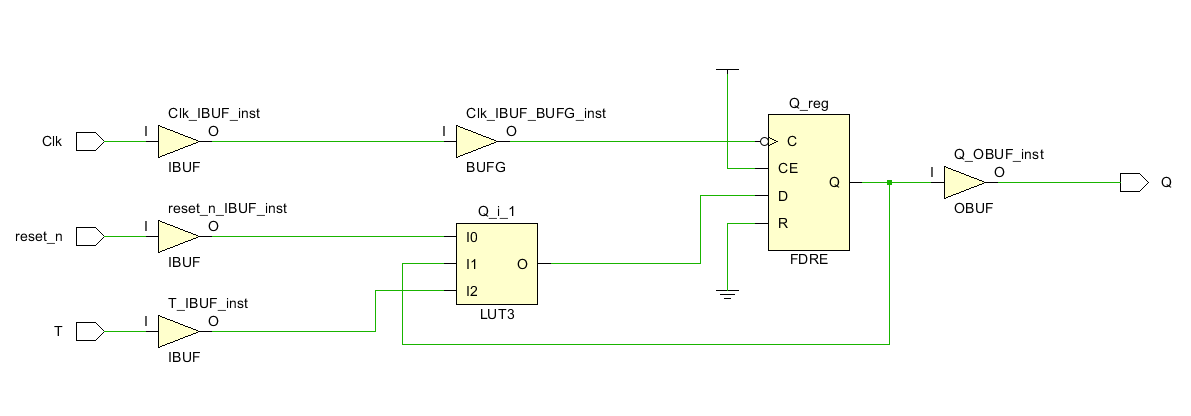 Clk
I
Clk_IBUF_inst
O
IBUF
I
Clk_IBUF_BUFG_inst
O
BUFG
Q_reg
C
CE
D
R
Q
FDRE
I
Q_OBUF_inst
O
OBUF
Q
reset_n
I
reset_n_IBUF_inst
O
IBUF
Q_i_1
I0
I1
I2
O
LUT3
T
I
T_IBUF_inst
O
IBUF